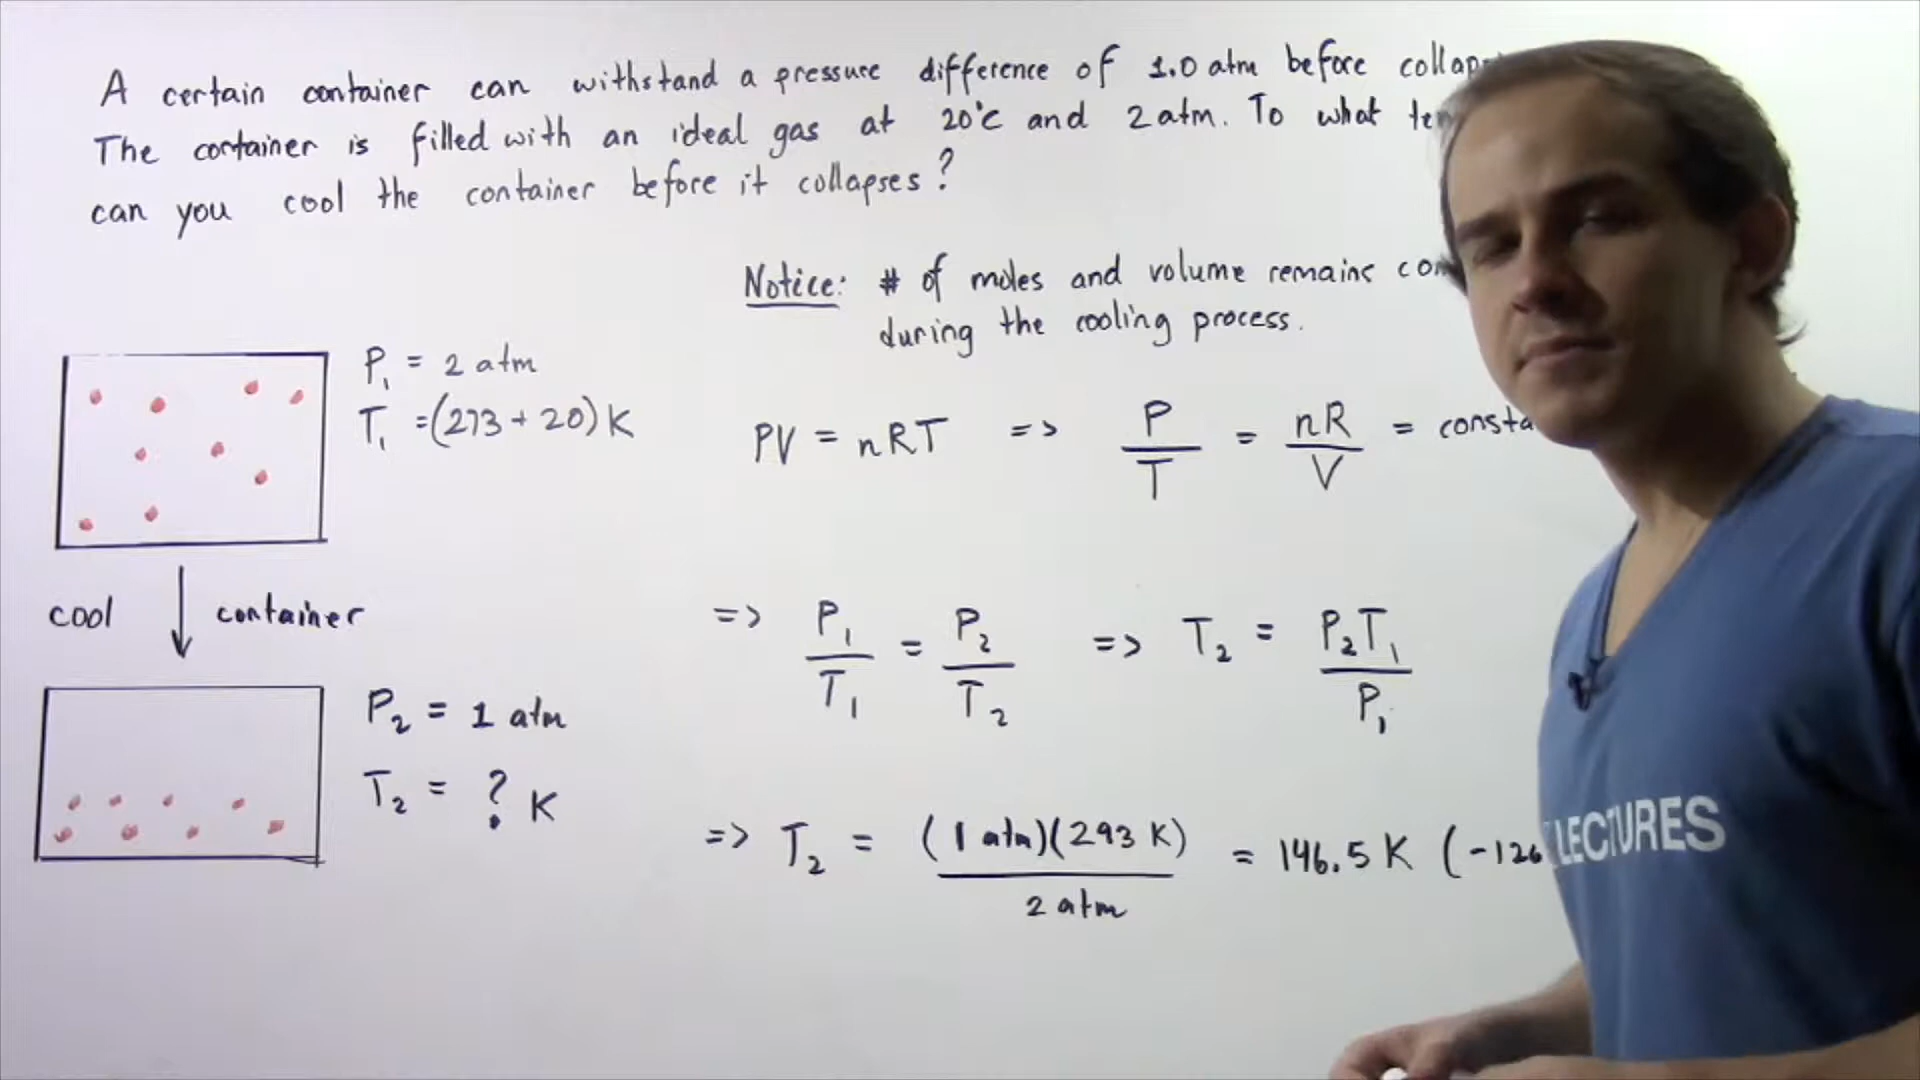 A certain container can withstand a pressure difference of 1.0 atm before
The container is filled with an ideal gas at 20°C and 2 atm. To what
can you cool the container before it collapses?
Notice: # of moles and volume remains
during the cooling process.
P₁ = 2 atm
T₁ = (273 + 20) K
PV = nRT => P/T = nR/V =
cool container
=> P₁/T₁ = P₂/T₂ => T₂ = P₂T₁/P₁
P₂ = 1 atm
T₂ = ? K
=> T₂ = (1 atm)(293 K)/2 atm = 146.5 K (-126
LECTURES